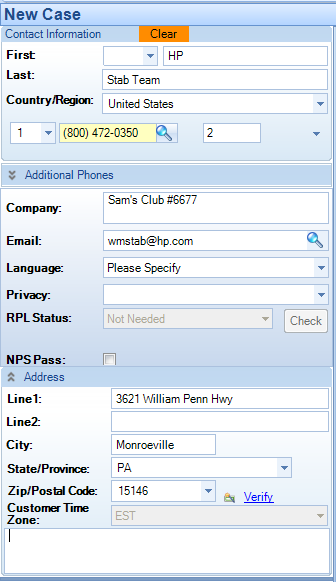 New Case
Contact Information Clear
First: HP
Last: Stab Team
Country/Region: United States
1 (800) 472-0350 2
Additional Phones
Company: Sam's Club #6677
Email: wmstab@hp.com
Language: Please Specify
Privacy:
RPL Status: Not Needed Check
NPS Pass:
Address
Line1: 3621 William Penn Hwy
Line2:
City: Monroeville
State/Province: PA
Zip/Postal Code: 15146 Verify
Customer Time
Zone: EST